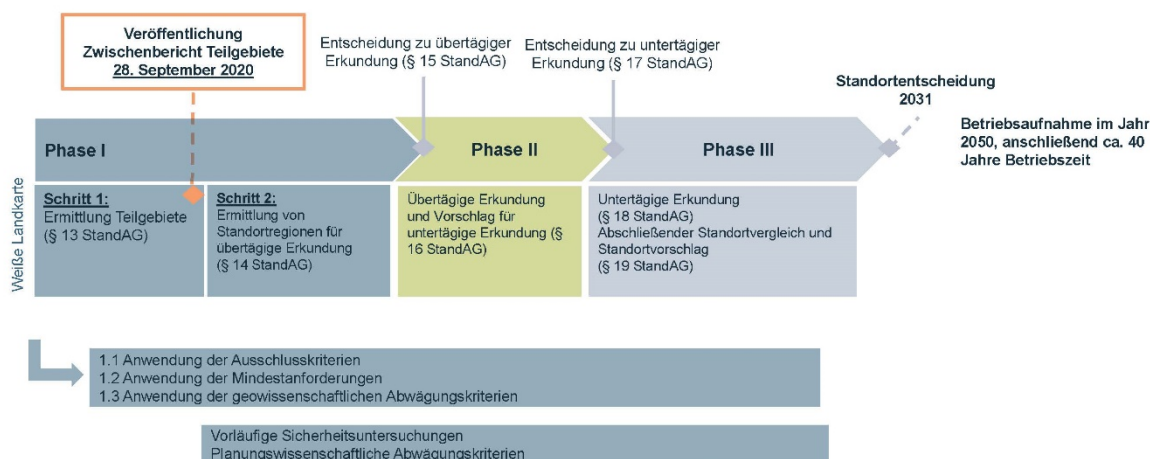 Veröffentlichung
Zwischenbericht Teilgebiete
28. September 2020
Entscheidung zu übertägiger
Erkundung (§ 15 StandAG)
Entscheidung zu untertägiger
Erkundung (§ 17 StandAG)
Standortentscheidung
2031
Betriebsaufnahme im Jahr
2050, anschließend ca. 40
Jahre Betriebszeit
Phase I
Phase II
Phase III
Weiße Landkarte
Schritt 1:
Ermittlung Teilgebiete
(§ 13 StandAG)
Schritt 2:
Ermittlung von
Standortregionen für
übertägige Erkundung
(§ 14 StandAG)
Übertägige Erkundung
und Vorschlag für
untertägige Erkundung (§
16 StandAG)
Untertägige Erkundung
(§ 18 StandAG)
Abschließender Standortvergleich und
Standortvorschlag
(§ 19 StandAG)
1.1 Anwendung der Ausschlusskriterien
1.2 Anwendung der Mindestanforderungen
1.3 Anwendung der geowissenschaftlichen Abwägungskriterien
Vorläufige Sicherheitsuntersuchungen
Planungswissenschaftliche Abwägungskriterien